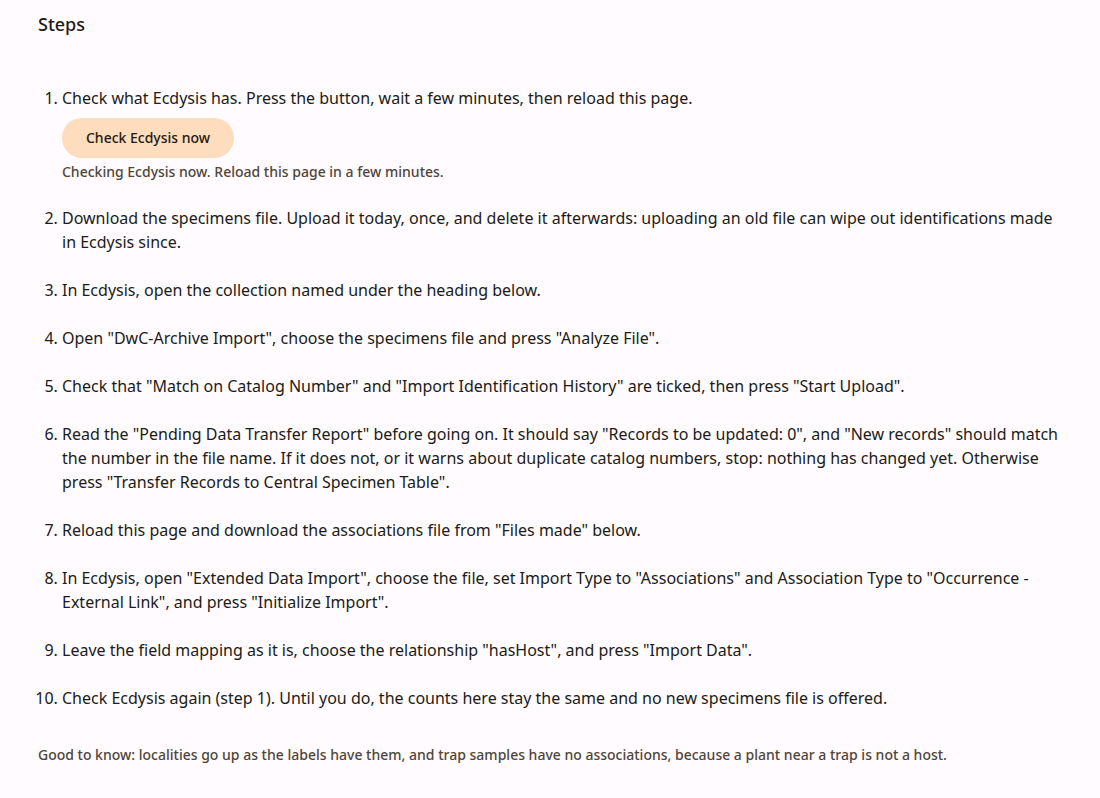 Steps
1. Check what Ecdysis has. Press the button, wait a few minutes, then reload this page.
Check Ecdysis now
Checking Ecdysis now. Reload this page in a few minutes.
2. Download the specimens file. Upload it today, once, and delete it afterwards: uploading an old file can wipe out identifications made
in Ecdysis since.
3. In Ecdysis, open the collection named under the heading below.
4. Open "DwC-Archive Import", choose the specimens file and press "Analyze File".
5. Check that "Match on Catalog Number" and "Import Identification History" are ticked, then press "Start Upload".
6. Read the "Pending Data Transfer Report" before going on. It should say "Records to be updated: 0", and "New records" should match
the number in the file name. If it does not, or it warns about duplicate catalog numbers, stop: nothing has changed yet. Otherwise
press "Transfer Records to Central Specimen Table".
7. Reload this page and download the associations file from "Files made" below.
8. In Ecdysis, open "Extended Data Import", choose the file, set Import Type to "Associations" and Association Type to "Occurrence -
External Link", and press "Initialize Import".
9. Leave the field mapping as it is, choose the relationship "hasHost", and press "Import Data".
10. Check Ecdysis again (step 1). Until you do, the counts here stay the same and no new specimens file is offered.
Good to know: localities go up as the labels have them, and trap samples have no associations, because a plant near a trap is not a host.